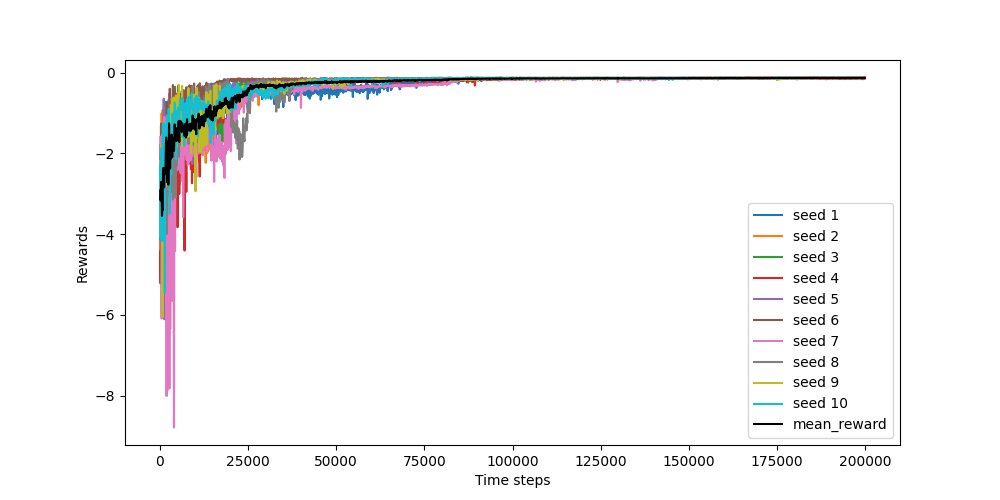 0
−2
−4
−6
−8
Rewards
0
25000
50000
75000
100000
125000
150000
175000
200000
Time steps
seed 1
seed 2
seed 3
seed 4
seed 5
seed 6
seed 7
seed 8
seed 9
seed 10
mean_reward